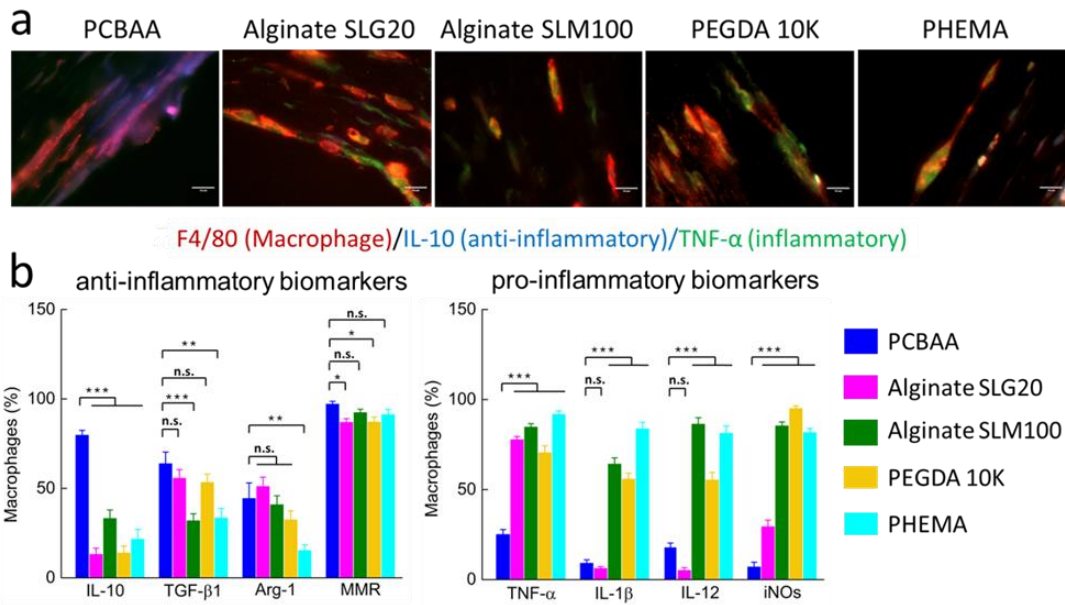 a
PCBAA
Alginate SLG20
Alginate SLM100
PEGDA 10K
PHEMA
F4/80 (Macrophage)/IL-10 (anti-inflammatory)/TNF-α (inflammatory)
b
anti-inflammatory biomarkers
150
100
50
0
Macrophages (%)
***
n.s.
***
n.s.
**
n.s.
**
*
n.s.
*
n.s.
IL-10
TGF-β1
Arg-1
MMR
pro-inflammatory biomarkers
150
100
50
0
Macrophages (%)
***
n.s.
***
n.s.
***
***
TNF-α
IL-1β
IL-12
iNOs
PCBAA
Alginate SLG20
Alginate SLM100
PEGDA 10K
PHEMA